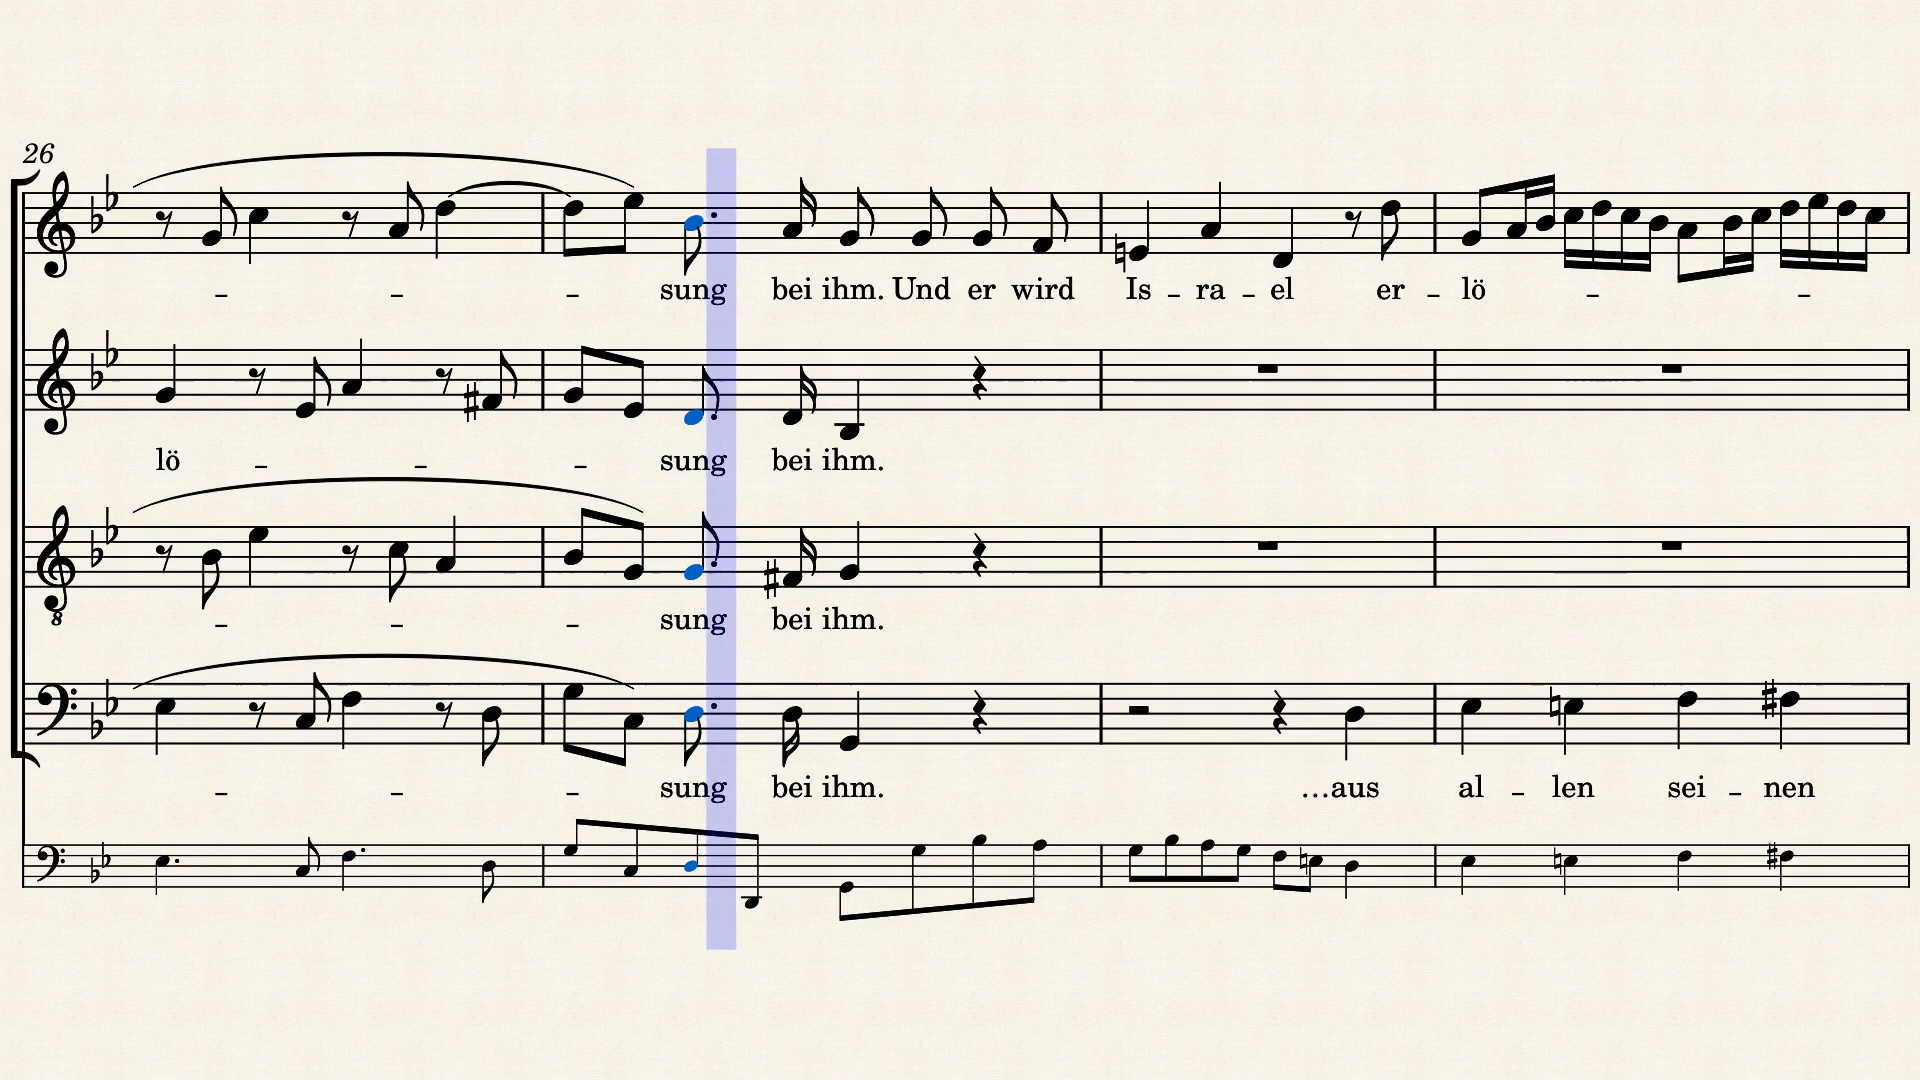 26
– – – sung bei ihm. Und er wird Is – ra – el er – lö – –
lö – – – sung bei ihm.
8
– – – sung bei ihm.
– – – sung bei ihm. …aus al – len sei – nen